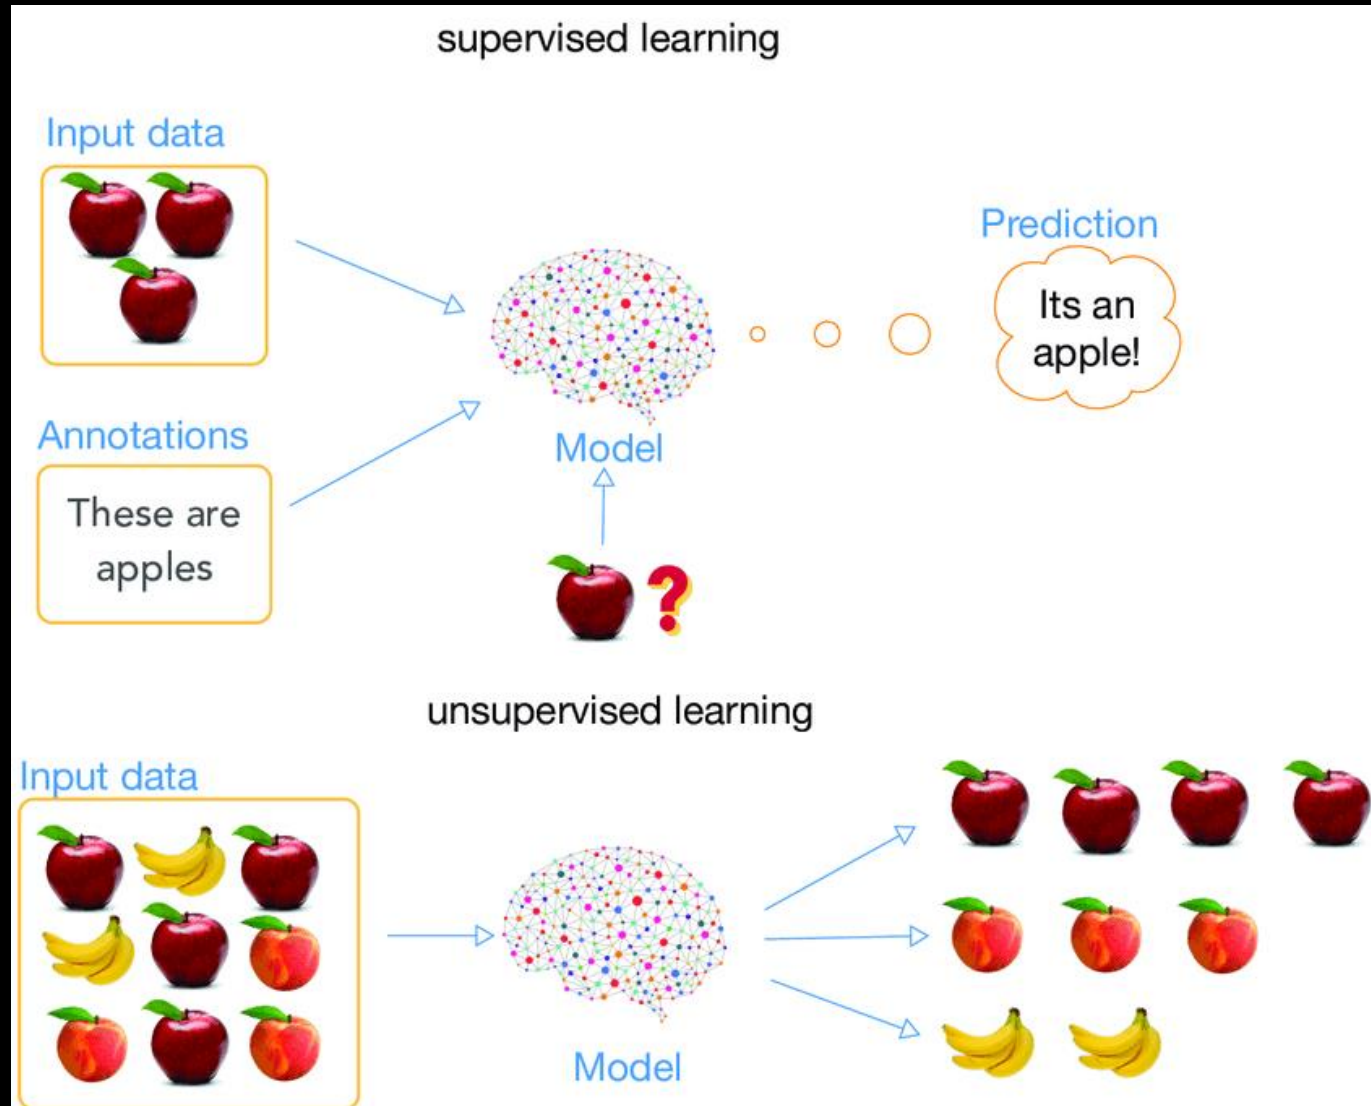 supervised learning
Input data
Annotations
These are
apples
Model
?
Prediction
Its an
apple!
unsupervised learning
Input data
Model